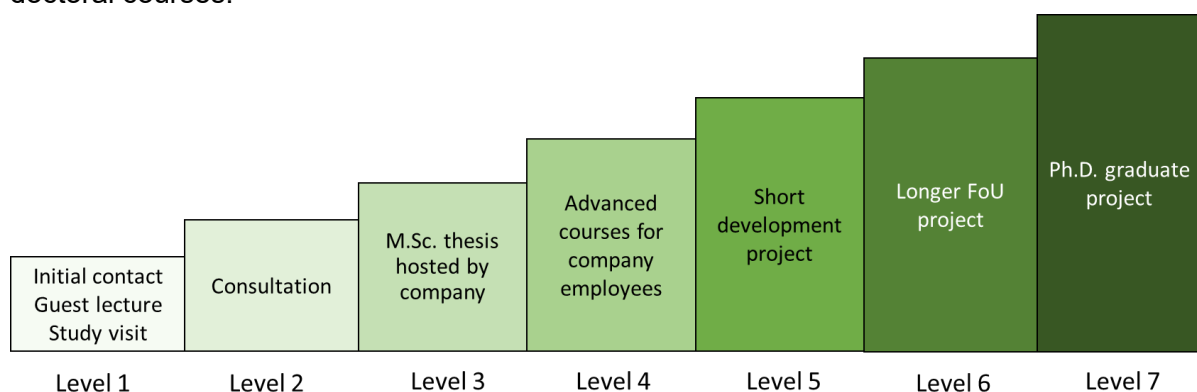 doctoral courses.
Initial contact
Guest lecture
Study visit
Consultation
M.Sc. thesis
hosted by
company
Advanced
courses for
company
employees
Short
development
project
Longer FoU
project
Ph.D. graduate
project
Level 1
Level 2
Level 3
Level 4
Level 5
Level 6
Level 7